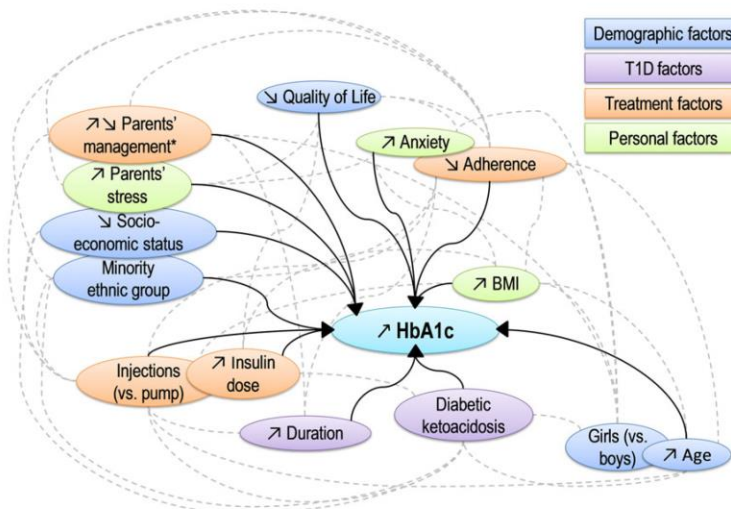 Demographic factors
T1D factors
Treatment factors
Personal factors
↘ Quality of Life
↗↘ Parents'
management*
↗ Anxiety
↘ Adherence
↗ Parents'
stress
↘ Socio-
economic status
Minority
ethnic group
↗ BMI
↗ HbA1c
Injections
(vs. pump)
↗ Insulin
dose
↗ Duration
Diabetic
ketoacidosis
Girls (vs.
boys)
↗ Age